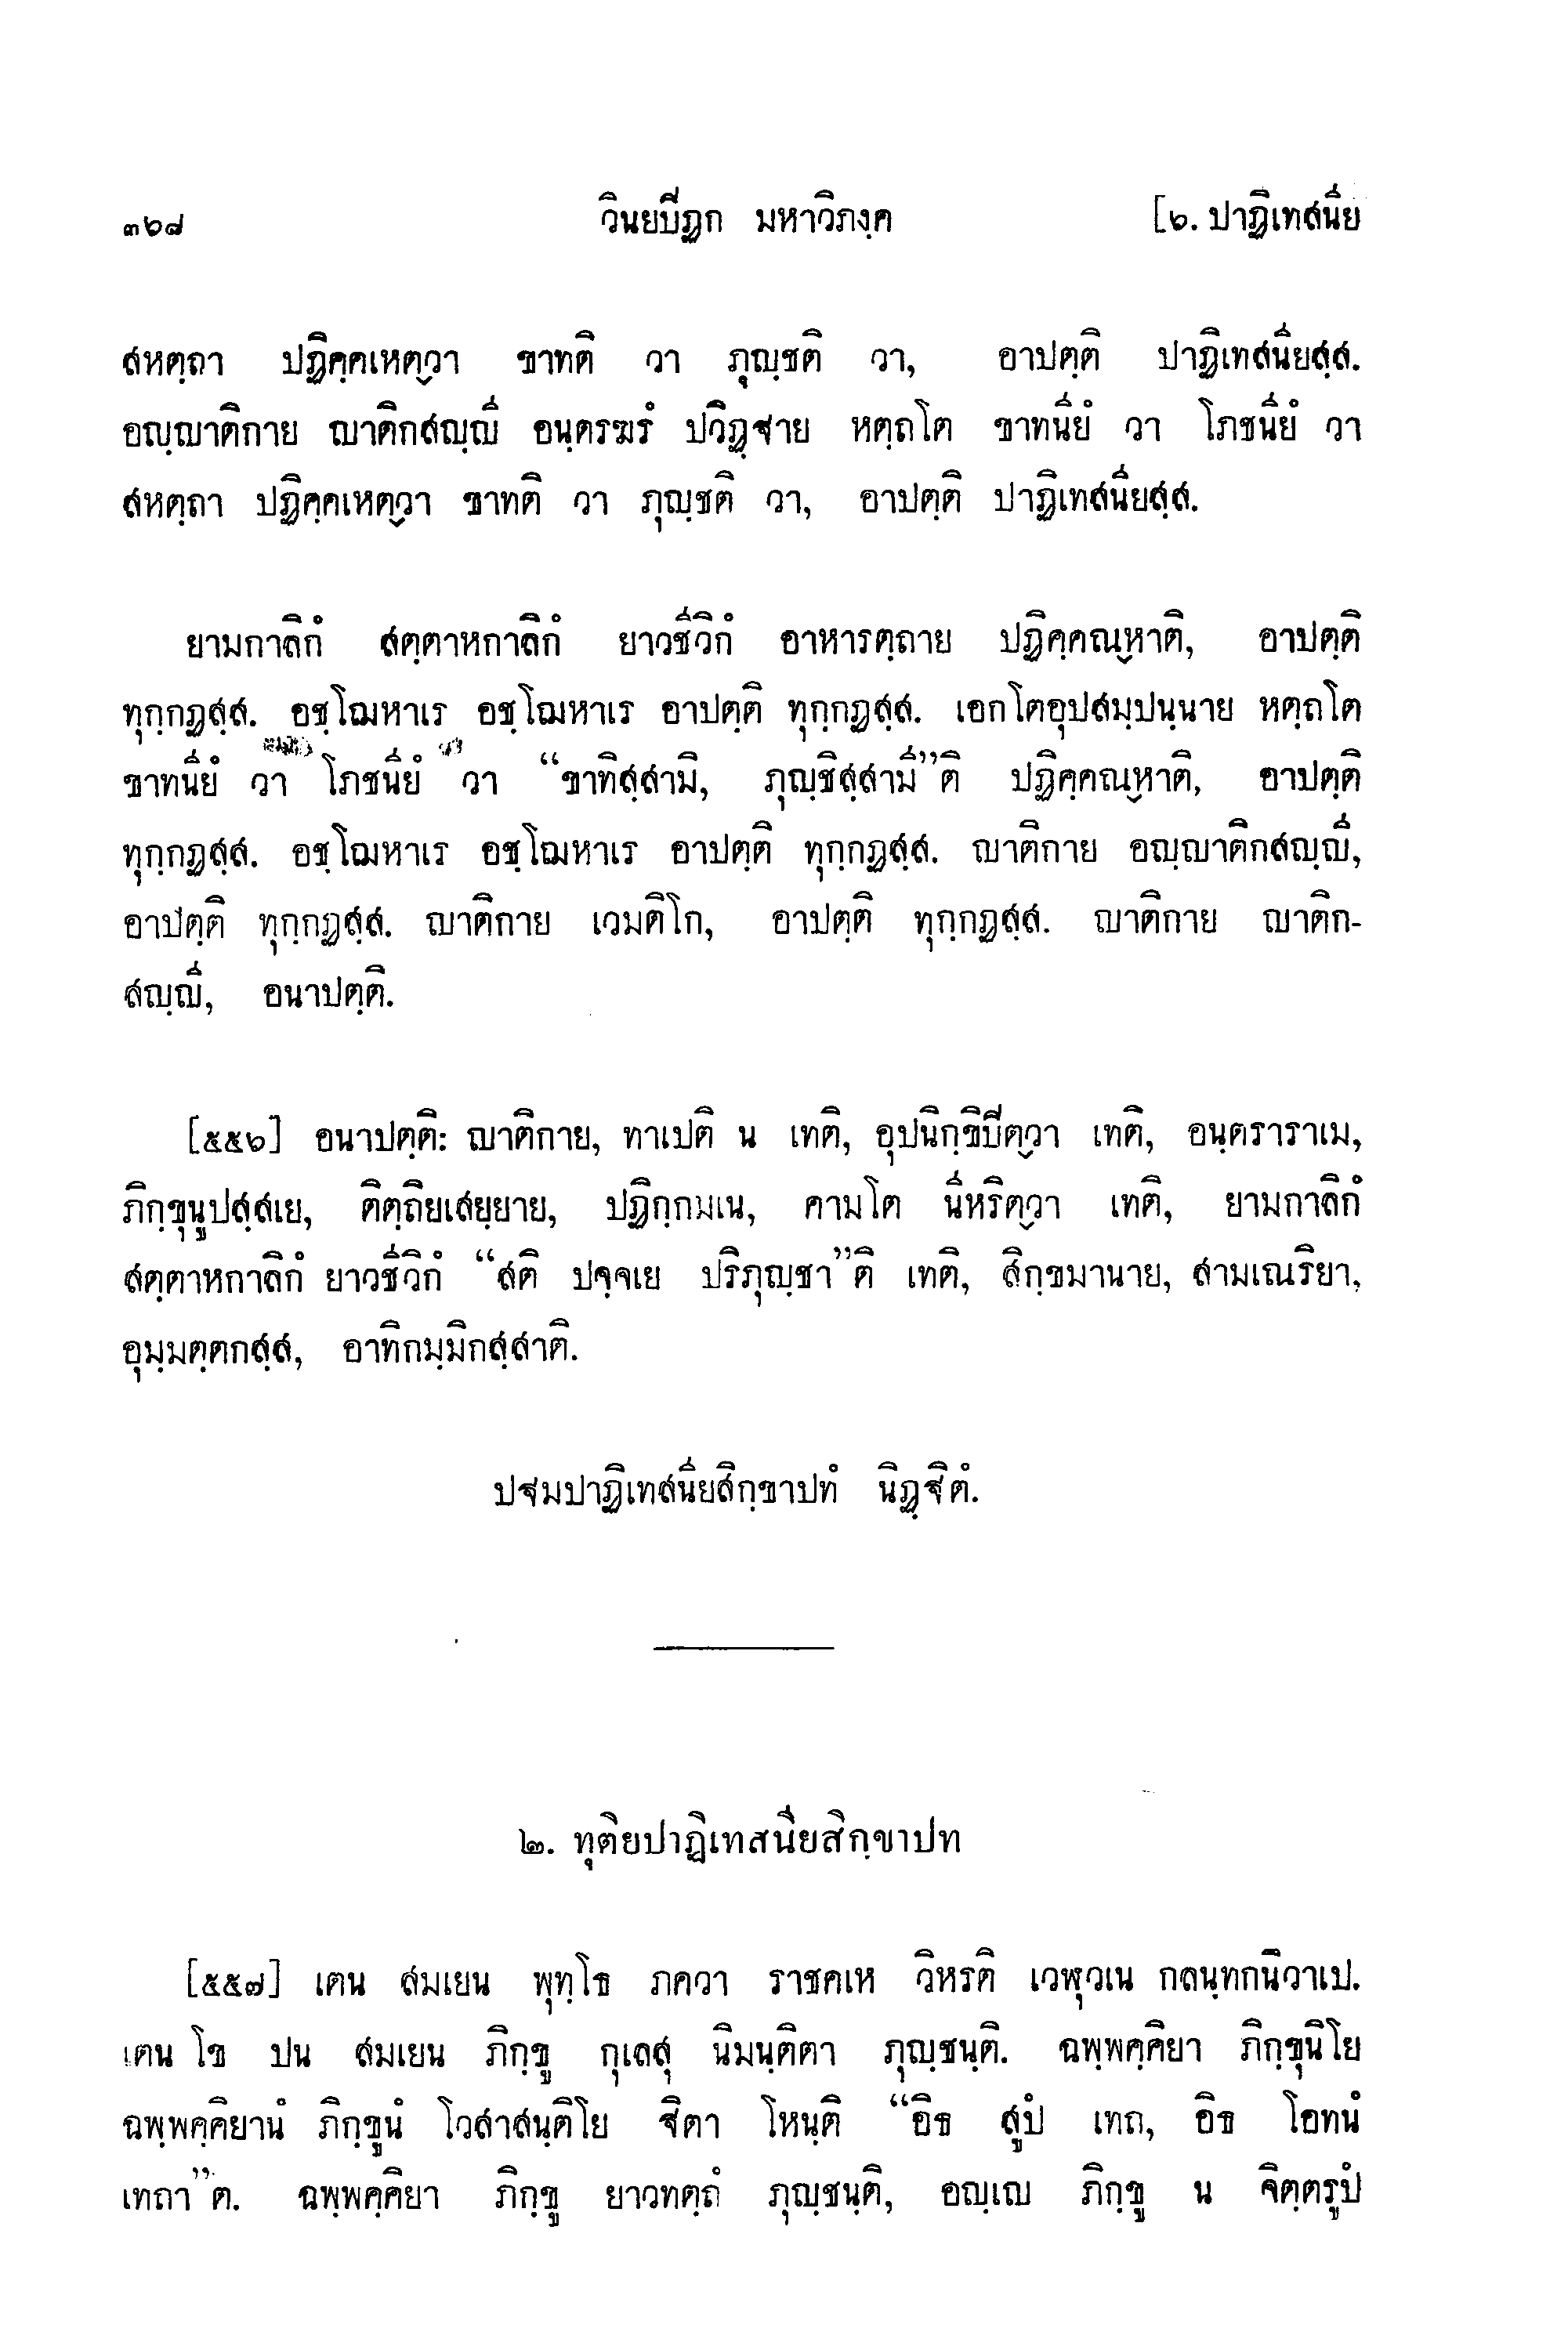 ๓๖๘ วินยปิฏก มหาวิภงฺค [๖. ปาฏิเทสนีย
สหตฺถา ปฏิคฺคเหตฺวา ขาทติ วา ภุญฺชติ วา, อาปตฺติ ปาฏิเทสนียสฺส.
อญฺญาติกาย ญาติกสญฺญี อนฺตรฆรํ ปวิฏฺฐาย หตฺถโต ขาทนียํ วา โภชนียํ วา
สหตฺถา ปฏิคฺคเหตฺวา ขาทติ วา ภุญฺชติ วา, อาปตฺติ ปาฏิเทสนียสฺส.
ยามกาลิกํ สตฺตาหกาลิกํ ยาวชีวิกํ อาหารตฺถาย ปฏิคฺคณฺหาติ, อาปตฺติ
ทุกฺกฏสฺส. อชฺโฌหาเร อชฺโฌหาเร อาปตฺติ ทุกฺกฏสฺส. เอกโตอุปสมฺปนฺนาย หตฺถโต
ขาทนียํ วา โภชนียํ วา “ขาทิสฺสามิ, ภุญฺชิสฺสามี”ติ ปฏิคฺคณฺหาติ, อาปตฺติ
ทุกฺกฏสฺส. อชฺโฌหาเร อชฺโฌหาเร อาปตฺติ ทุกฺกฏสฺส. ญาติกาย อญฺญาติกสญฺญี,
อาปตฺติ ทุกฺกฏสฺส. ญาติกาย เวมติโก, อาปตฺติ ทุกฺกฏสฺส. ญาติกาย ญาติก-
สญฺญี, อนาปตฺติ.
[๕๕๖] อนาปตฺติ: ญาติกาย, ทาเปติ น เทติ, อุปนิกฺขิปิตฺวา เทติ, อนฺตราราเม,
ภิกฺขุนูปสฺสเย, ติตฺถิยเสยฺยาย, ปฏิกฺกมเน, คามโต นีหริตฺวา เทติ, ยามกาลิกํ
สตฺตาหกาลิกํ ยาวชีวิกํ “สติ ปจฺจเย ปริภุญฺชา”ติ เทติ, สิกฺขมานาย, สามเณริยา,
อุมฺมตฺตกสฺส, อาทิกมฺมิกสฺสาติ.
ปฐมปาฏิเทสนียสิกฺขาปทํ นิฏฺฐิตํ.
๒. ทุติยปาฏิเทสนียสิกฺขาปท
[๕๕๗] เตน สมเยน พุทฺโธ ภควา ราชคเห วิหรติ เวฬุวเน กลนฺทกนิวาเป.
เตน โข ปน สมเยน ภิกฺขู กุเลสุ นิมนฺติตา ภุญฺชนฺติ. ฉพฺพคฺคิยา ภิกฺขุนิโย
ฉพฺพคฺคิยานํ ภิกฺขูนํ โวสาสนฺติโย ฐิตา โหนฺติ “อิธ สูปํ เทถ, อิธ โอทนํ
เทถา”ติ. ฉพฺพคฺคิยา ภิกฺขู ยาวทตฺถํ ภุญฺชนฺติ, อญฺเญ ภิกฺขู น จิตฺตรูปํ